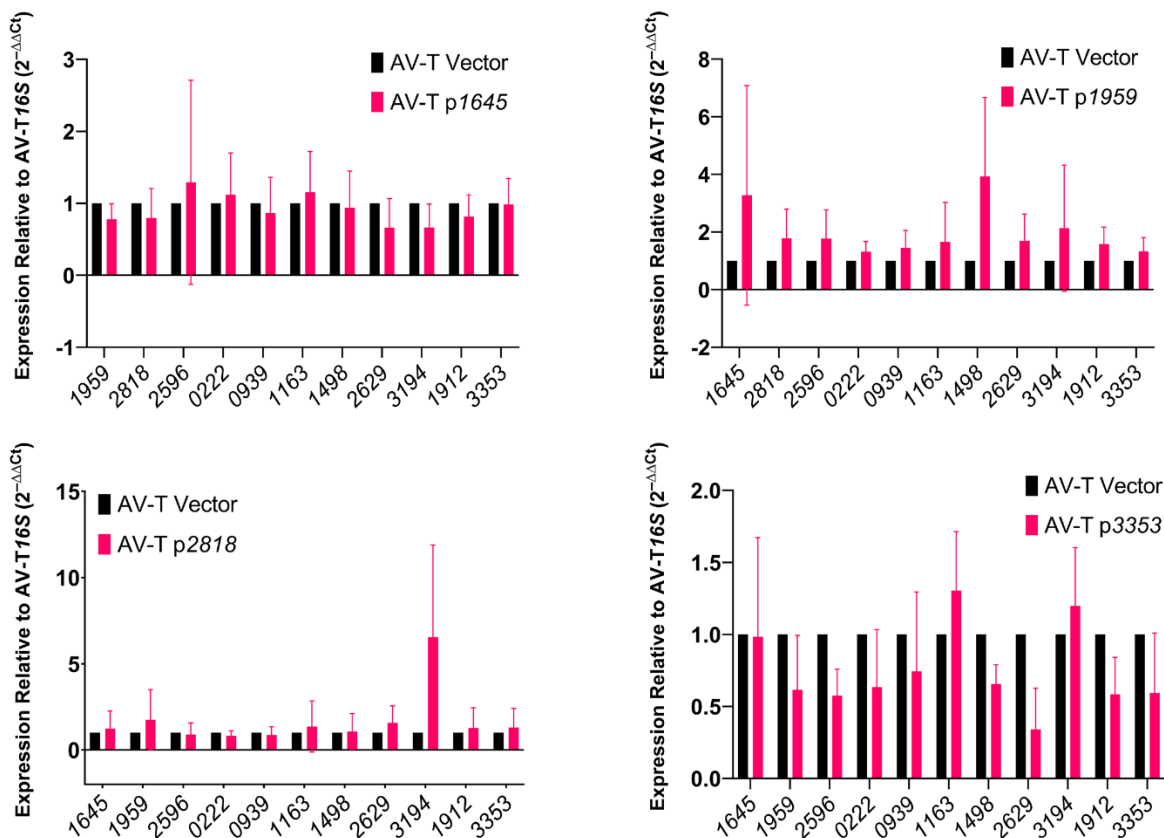 Expression Relative to AV-T16S (2⁻ΔΔCt)
3
2
1
0
-1
AV-T Vector
AV-T p1645
1959 2818 2596 0222 0939 1163 1498 2629 3194 1912 3353
Expression Relative to AV-T16S (2⁻ΔΔCt)
8
6
4
2
0
-2
AV-T Vector
AV-T p1959
1645 2818 2596 0222 0939 1163 1498 2629 3194 1912 3353
Expression Relative to AV-T16S (2⁻ΔΔCt)
15
10
5
0
AV-T Vector
AV-T p2818
1645 1959 2596 0222 0939 1163 1498 2629 3194 1912 3353
Expression Relative to AV-T16S (2⁻ΔΔCt)
2.0
1.5
1.0
0.5
0.0
AV-T Vector
AV-T p3353
1645 1959 2596 0222 0939 1163 1498 2629 3194 1912 3353